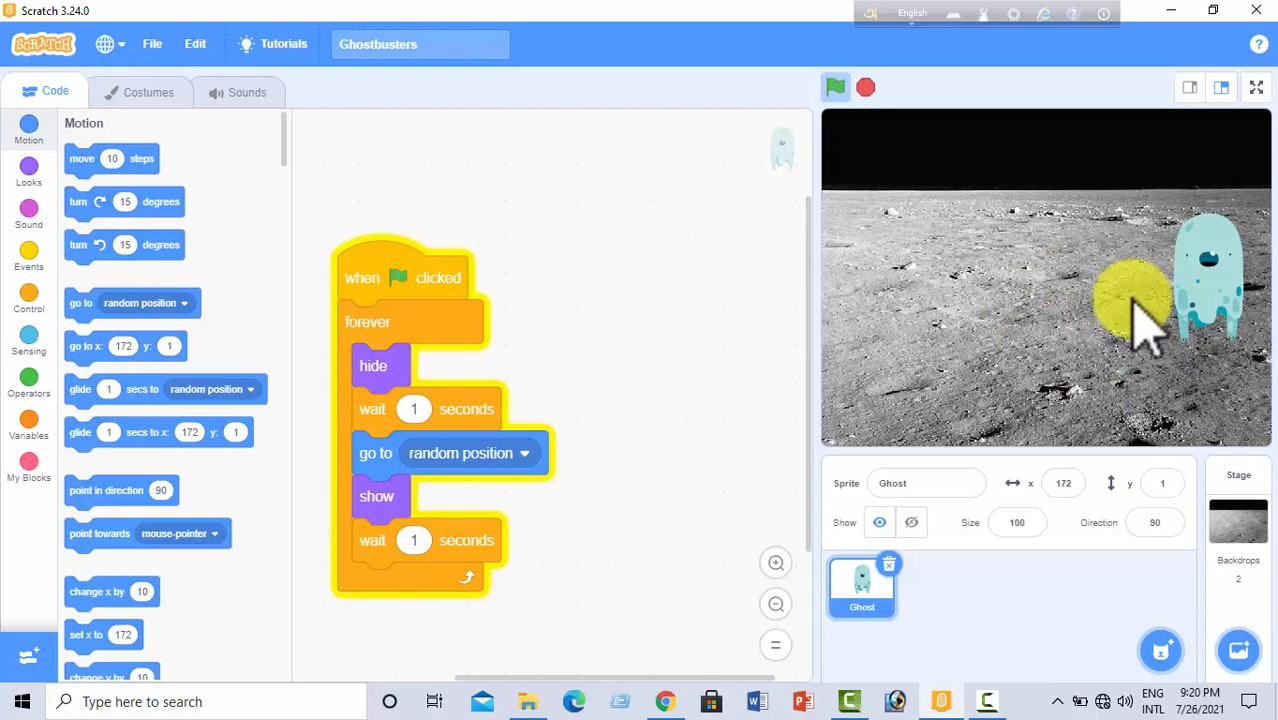 Scratch 3.24.0
English
SCRATCH File Edit Tutorials Ghostbusters
Code Costumes Sounds
Motion
Looks
Sound
Events
Control
Sensing
Operators
Variables
My Blocks
Motion
move 10 steps
turn 15 degrees
turn 15 degrees
go to random position
go to x: 172 y: 1
glide 1 secs to random position
glide 1 secs to x: 172 y: 1
point in direction 90
point towards mouse-pointer
change x by 10
set x to 172
change y by 10
when clicked
forever
hide
wait 1 seconds
go to random position
show
wait 1 seconds
Sprite Ghost x 172 y 1
Show Size 100 Direction 90
Ghost
Stage
Backdrops
2
Type here to search
ENG
INTL
9:20 PM
7/26/2021